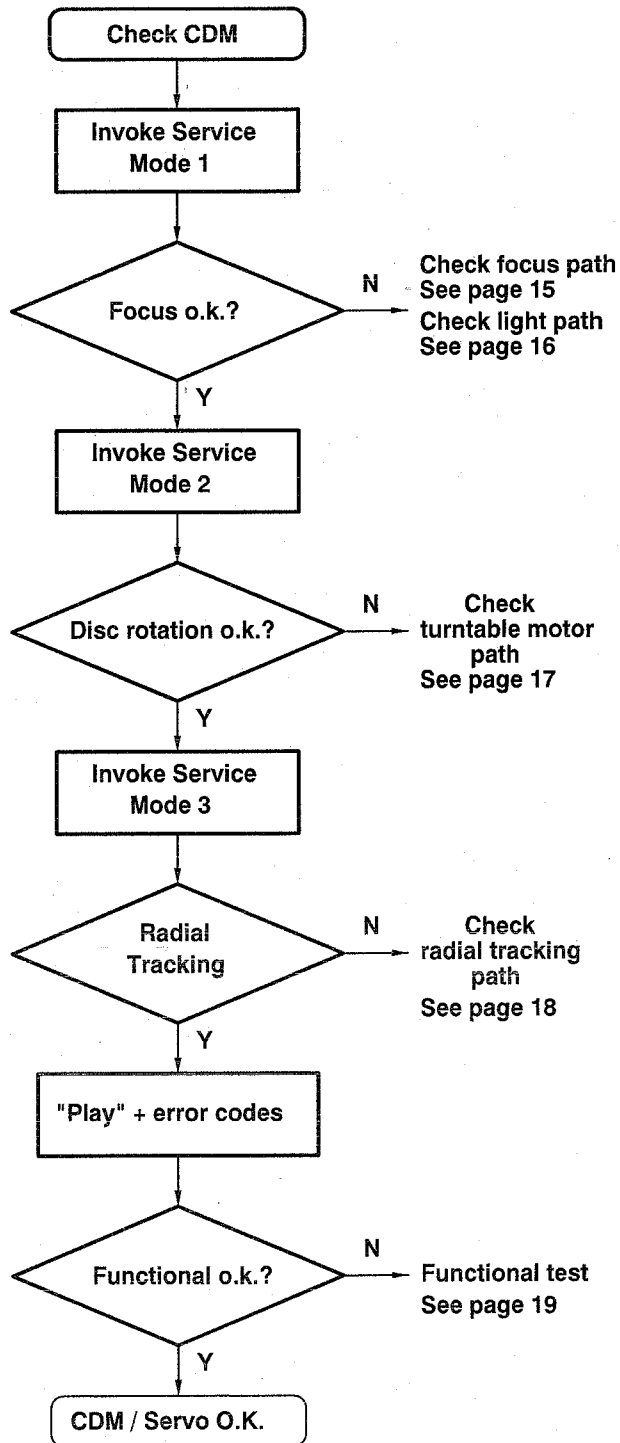 Check CDM
Invoke Service
Mode 1
Focus o.k.?
N
Check focus path
See page 15
Check light path
See page 16
Y
Invoke Service
Mode 2
Disc rotation o.k.?
N
Check
turntable motor
path
See page 17
Y
Invoke Service
Mode 3
Radial
Tracking
N
Check
radial tracking
path
See page 18
Y
"Play" + error codes
Functional o.k.?
N
Functional test
See page 19
Y
CDM / Servo O.K.